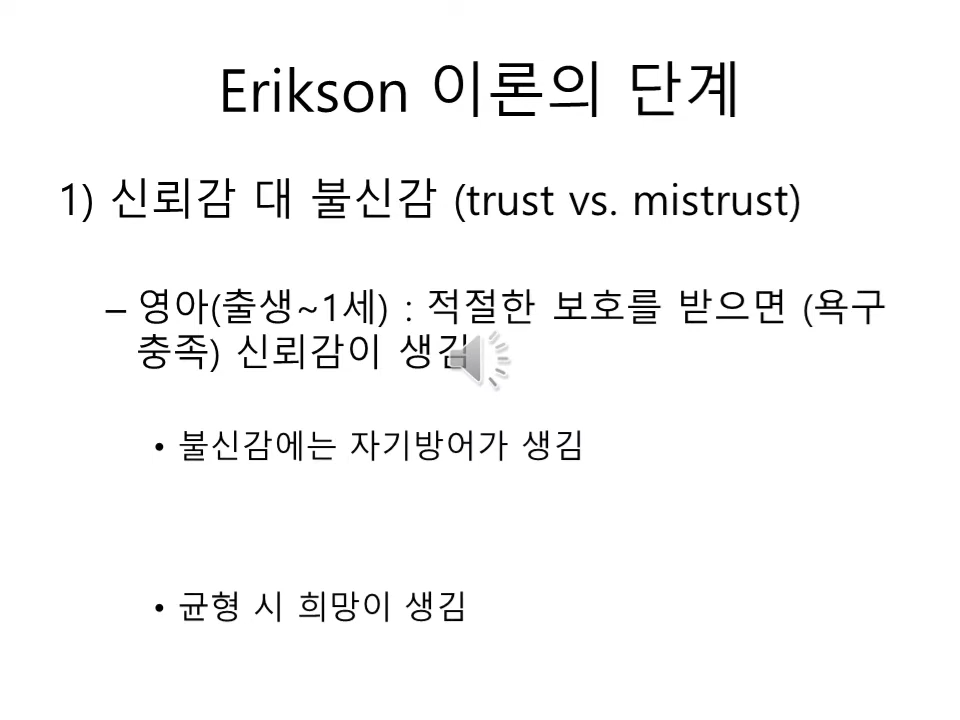 Erikson 이론의 단계
1) 신뢰감 대 불신감 (trust vs. mistrust)
– 영아(출생~1세) : 적절한 보호를 받으면 (욕구
충족) 신뢰감이 생김
• 불신감에는 자기방어가 생김
• 균형 시 희망이 생김